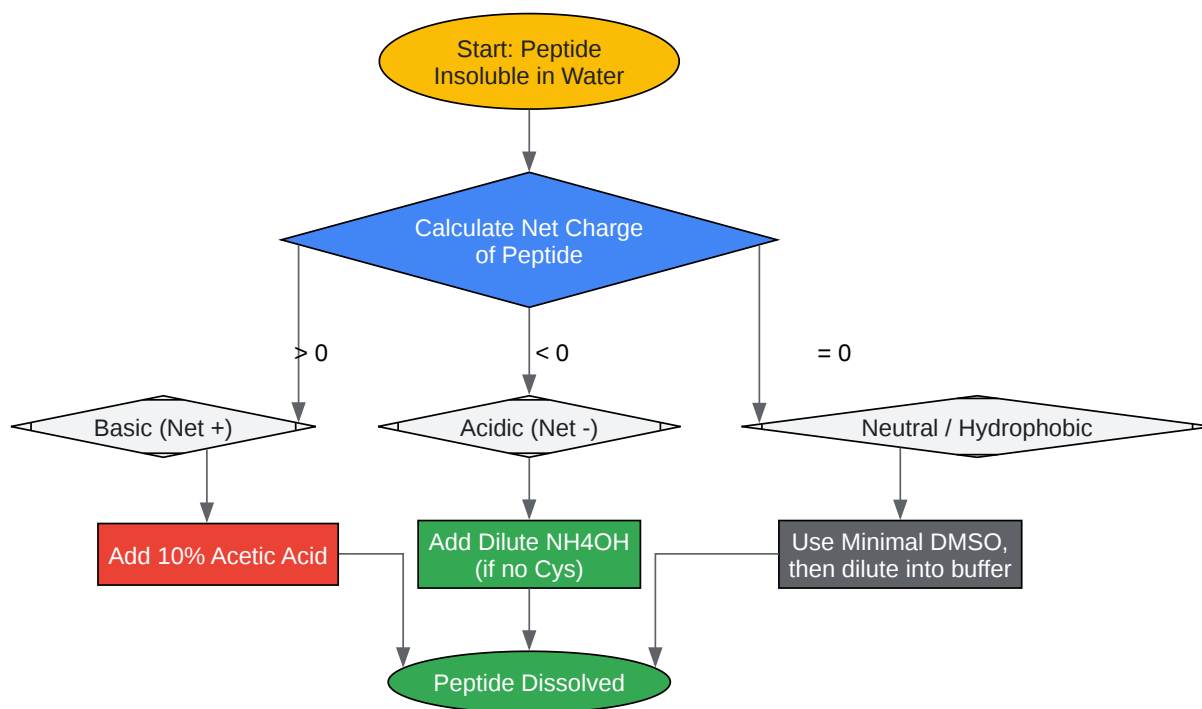 Start: Peptide
Insoluble in Water
Calculate Net Charge
of Peptide
> 0
< 0
= 0
Basic (Net +)
Acidic (Net -)
Neutral / Hydrophobic
Add 10% Acetic Acid
Add Dilute NH4OH
(if no Cys)
Use Minimal DMSO,
then dilute into buffer
Peptide Dissolved